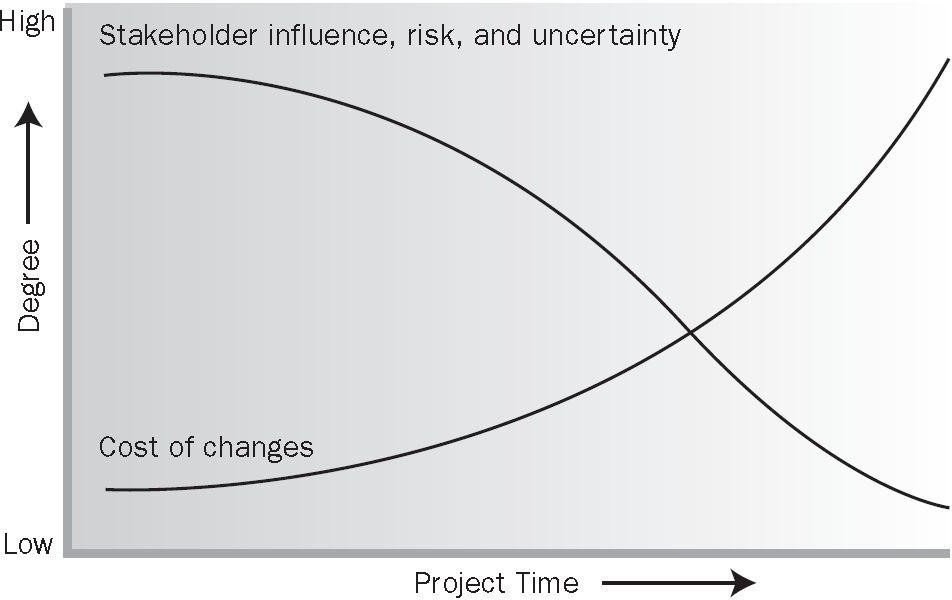 High
Stakeholder influence, risk, and uncertainty
Degree
Cost of changes
Low
Project Time